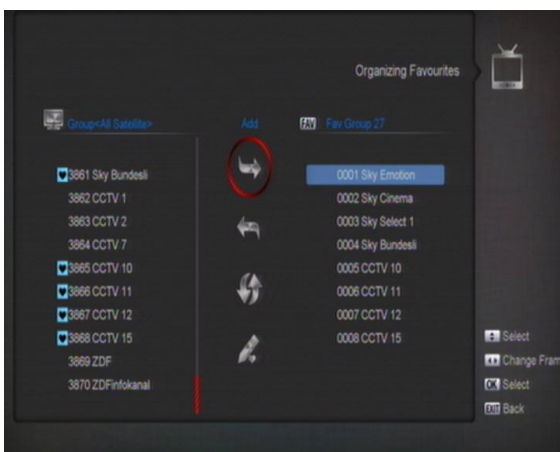 Organizing Favourites
Group<All Satellite>
Add
FAV Fav Group 27
3861 Sky Bundesli
3862 CCTV 1
3863 CCTV 2
3864 CCTV 7
3865 CCTV 10
3866 CCTV 11
3867 CCTV 12
3868 CCTV 15
3869 ZDF
3870 ZDFinfokanal
0001 Sky Emotion
0002 Sky Cinema
0003 Sky Select 1
0004 Sky Bundesli
0005 CCTV 10
0006 CCTV 11
0007 CCTV 12
0008 CCTV 15
Select
Change Fram
OK Select
EXIT Back